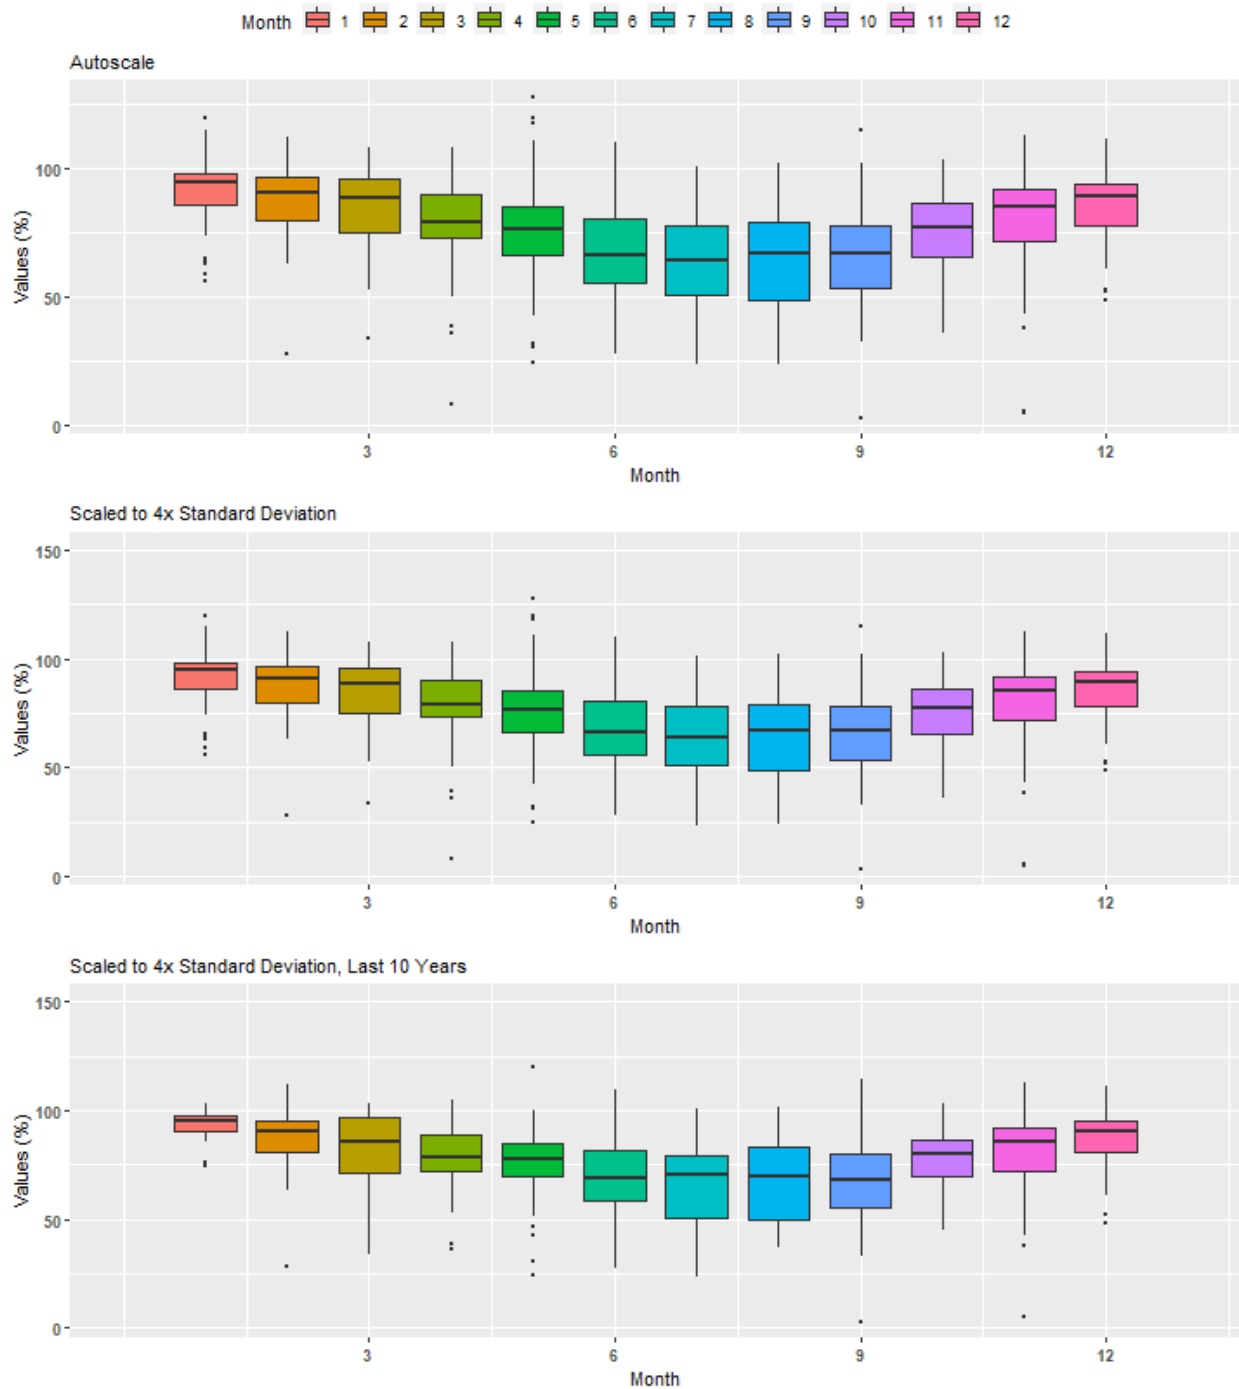 Month 1 2 3 4 5 6 7 8 9 10 11 12
Autoscale
Values (%)
100
50
0
3 6 9 12
Month
Scaled to 4x Standard Deviation
Values (%)
150
100
50
0
3 6 9 12
Month
Scaled to 4x Standard Deviation, Last 10 Years
Values (%)
150
100
50
0
3 6 9 12
Month